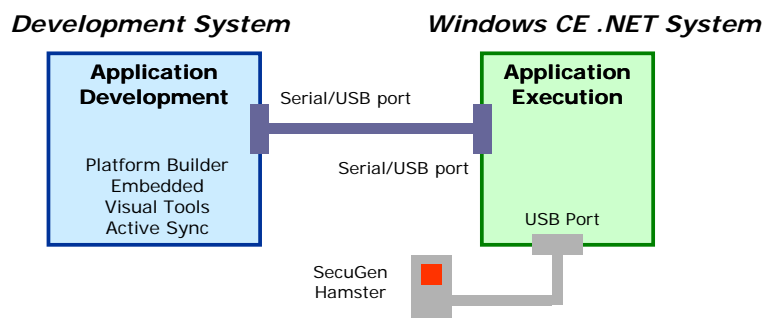 Development System
Windows CE .NET System
Application
Development
Serial/USB port
Application
Execution
Serial/USB port
Platform Builder
Embedded
Visual Tools
Active Sync
USB Port
SecuGen
Hamster